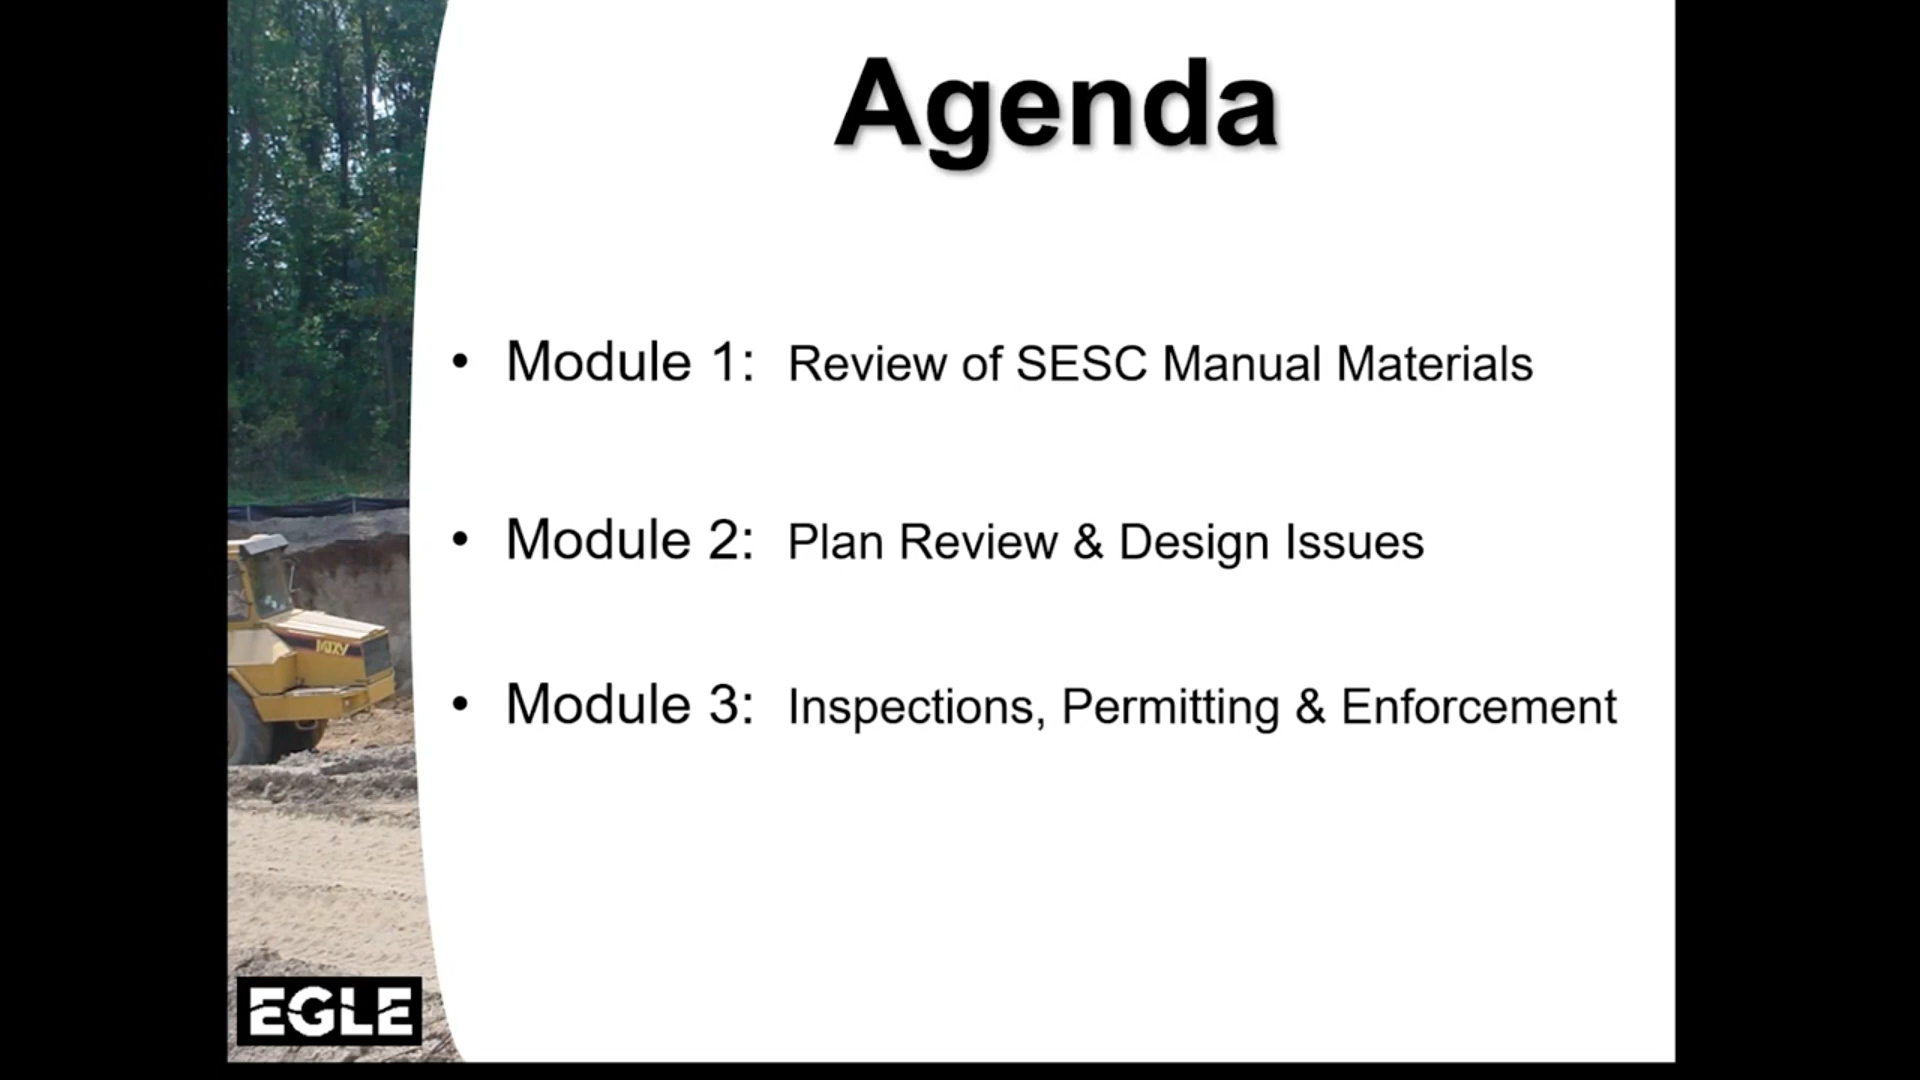 Agenda
• Module 1: Review of SESC Manual Materials
• Module 2: Plan Review & Design Issues
• Module 3: Inspections, Permitting & Enforcement
EGLE